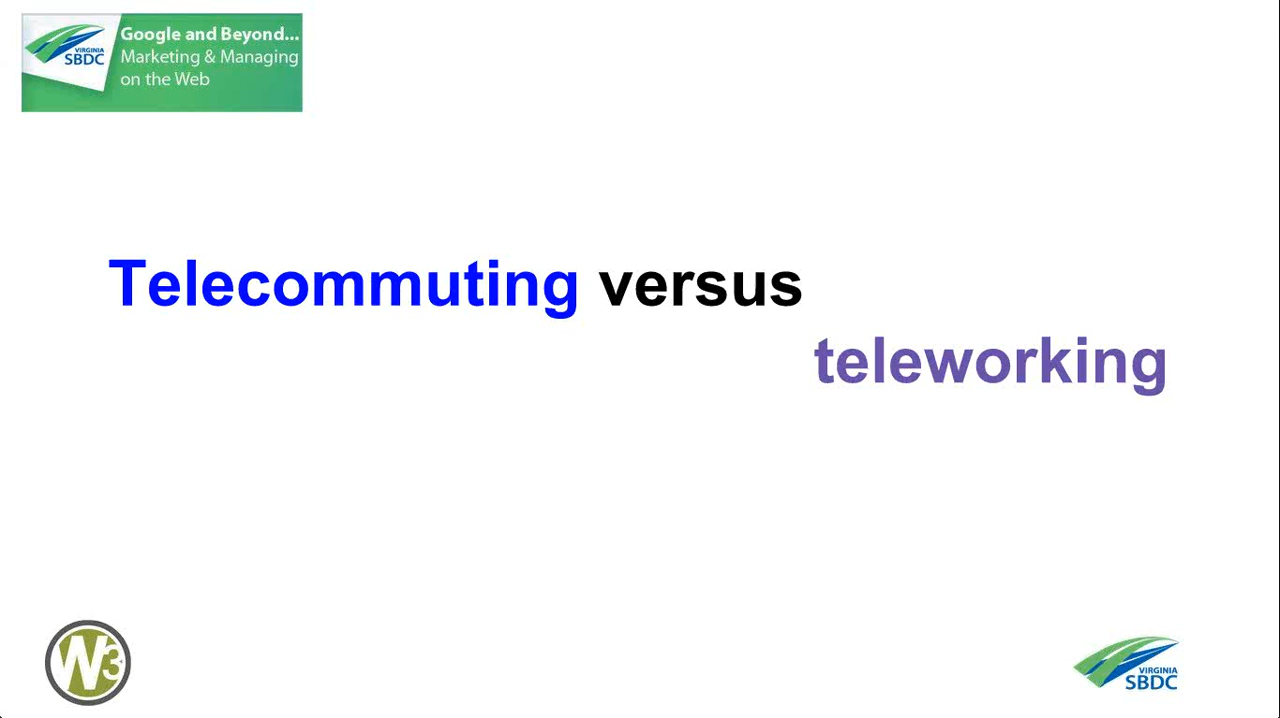 Google and Beyond...
Marketing & Managing
on the Web
VIRGINIA
SBDC
Telecommuting versus
teleworking
W3
VIRGINIA
SBDC